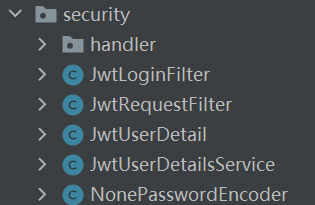 security
handler
JwtLoginFilter
JwtRequestFilter
JwtUserDetail
JwtUserDetailsService
NonePasswordEncoder